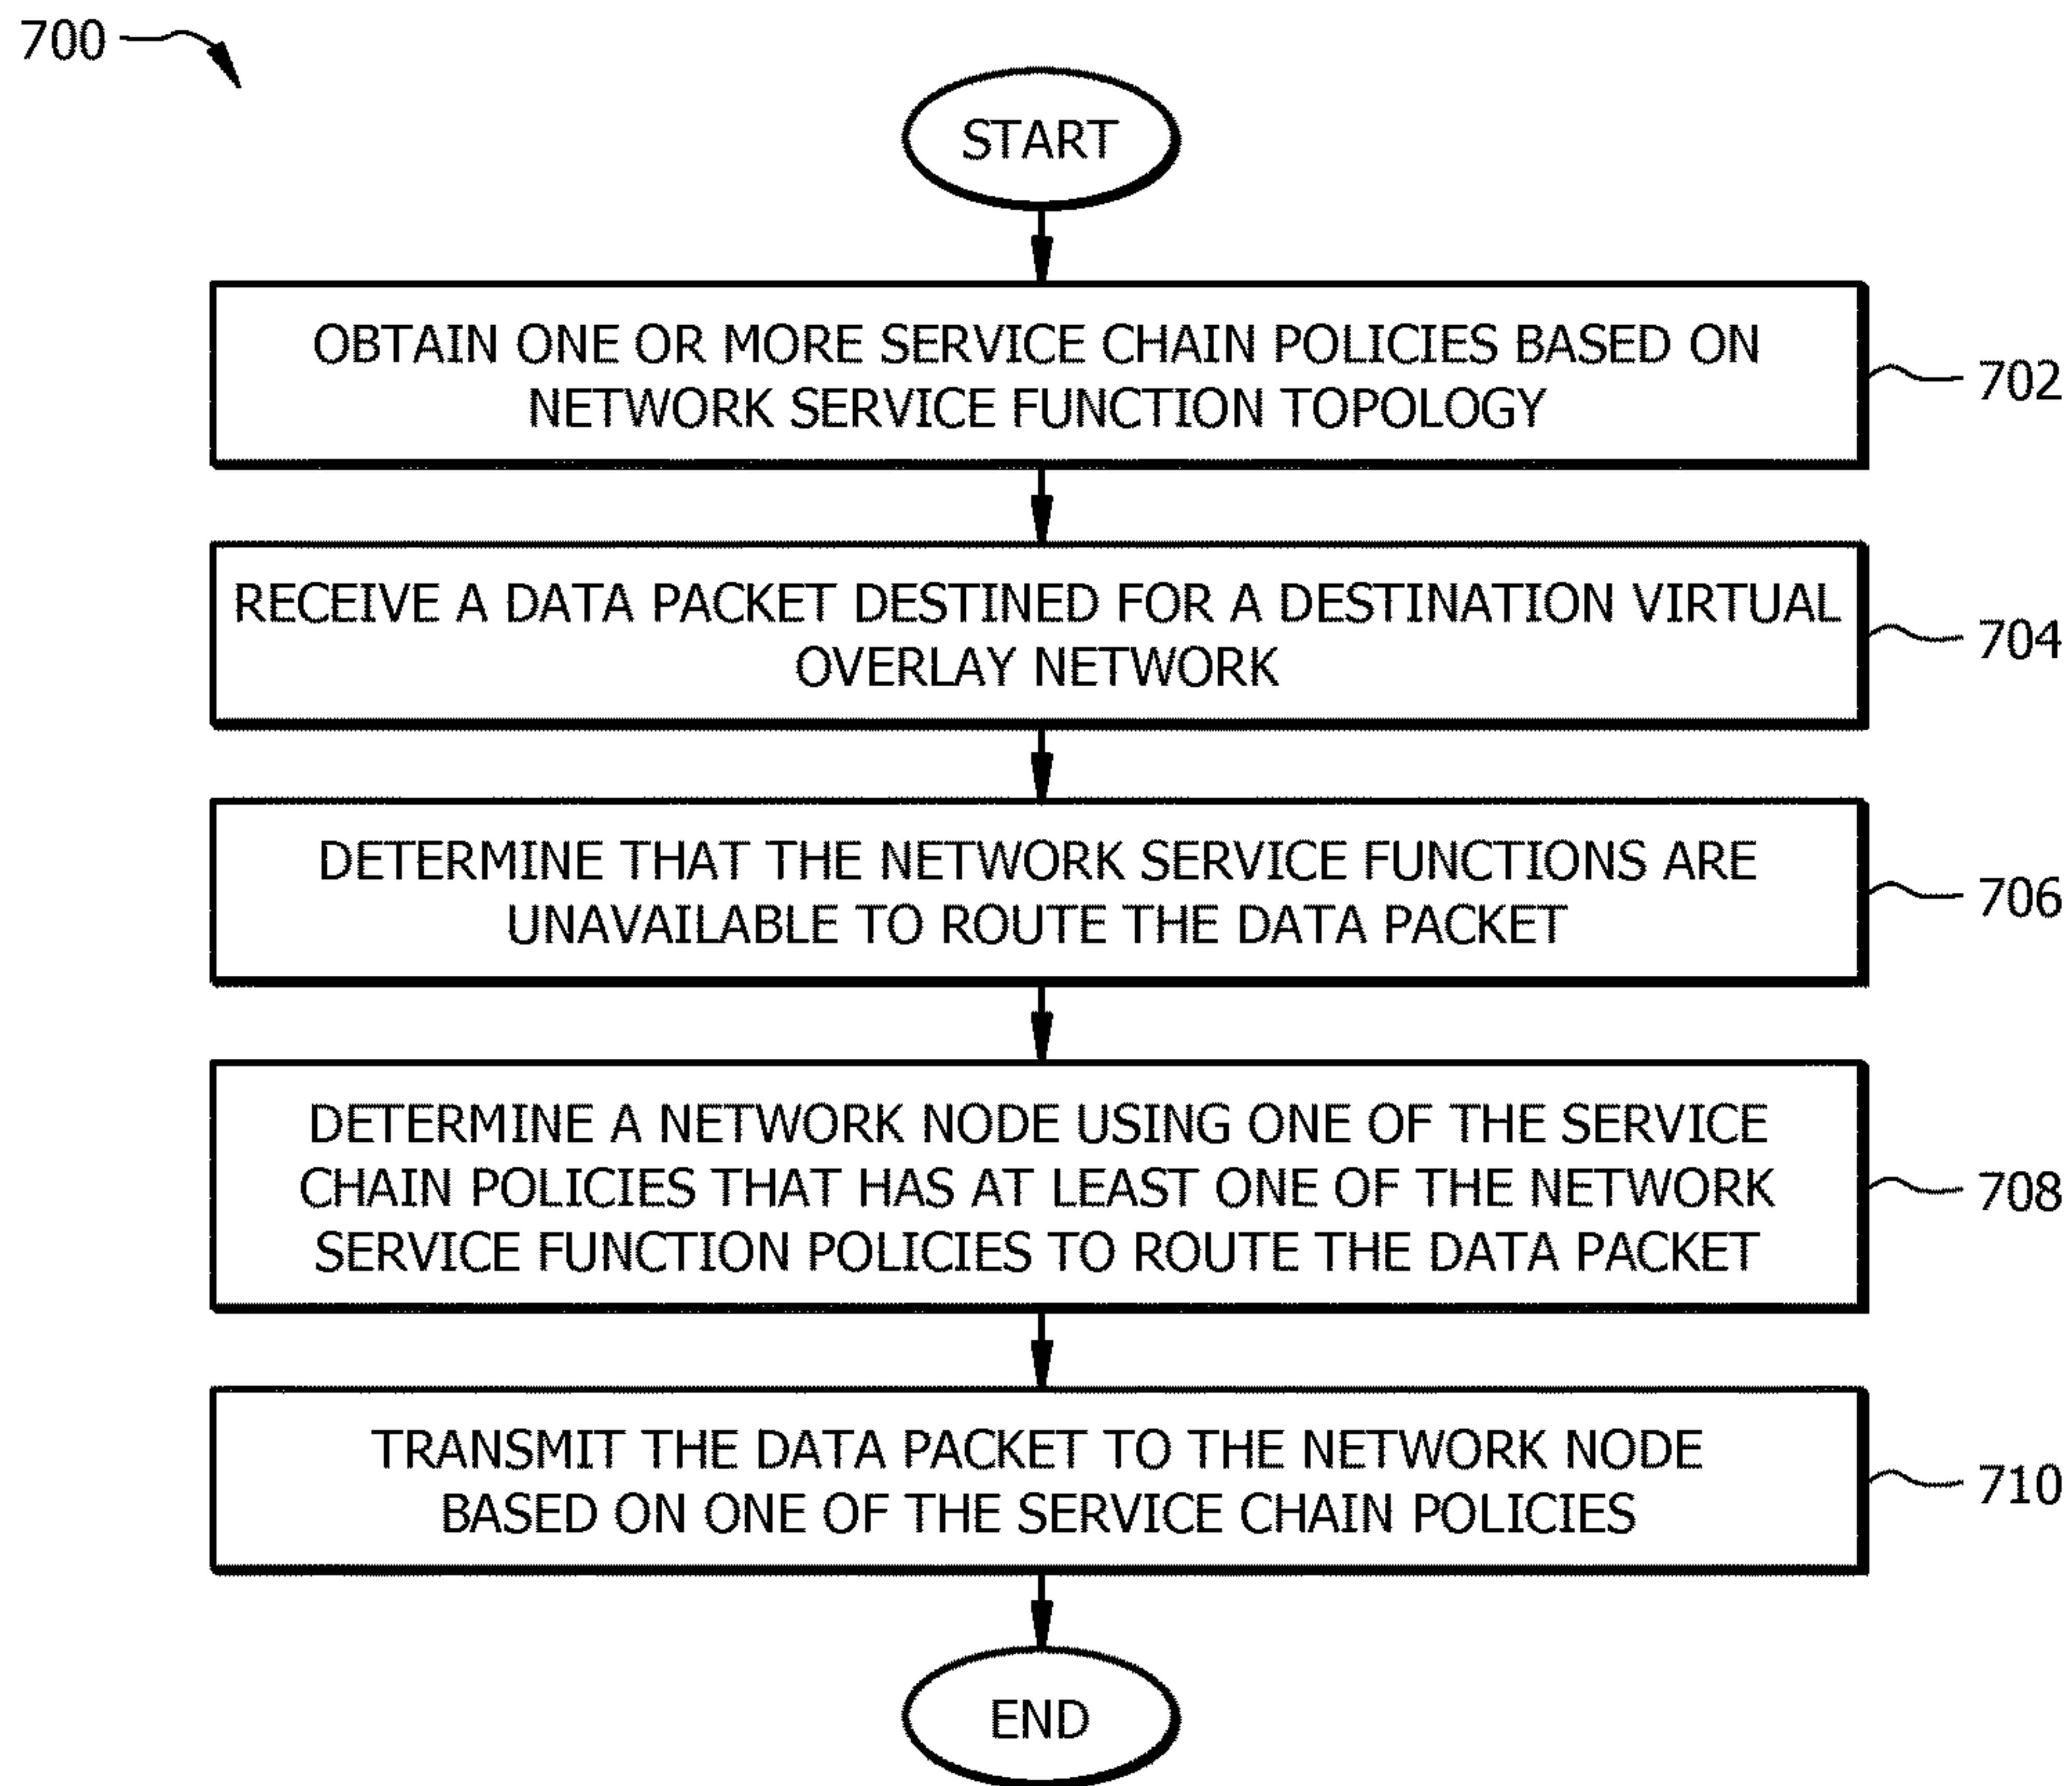 700
START
OBTAIN ONE OR MORE SERVICE CHAIN POLICIES BASED ON
NETWORK SERVICE FUNCTION TOPOLOGY
702
RECEIVE A DATA PACKET DESTINED FOR A DESTINATION VIRTUAL
OVERLAY NETWORK
704
DETERMINE THAT THE NETWORK SERVICE FUNCTIONS ARE
UNAVAILABLE TO ROUTE THE DATA PACKET
706
DETERMINE A NETWORK NODE USING ONE OF THE SERVICE
CHAIN POLICIES THAT HAS AT LEAST ONE OF THE NETWORK
SERVICE FUNCTION POLICIES TO ROUTE THE DATA PACKET
708
TRANSMIT THE DATA PACKET TO THE NETWORK NODE
BASED ON ONE OF THE SERVICE CHAIN POLICIES
710
END